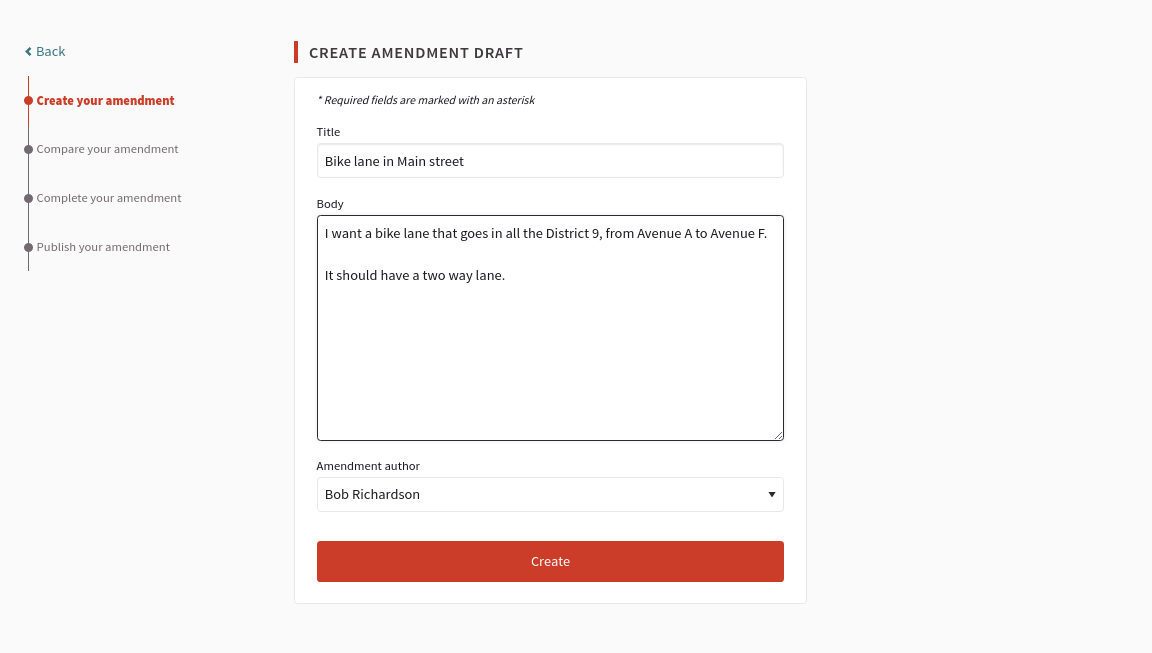 Back
Create your amendment
Compare your amendment
Complete your amendment
Publish your amendment
CREATE AMENDMENT DRAFT
* Required fields are marked with an asterisk
Title
Bike lane in Main street
Body
I want a bike lane that goes in all the District 9, from Avenue A to Avenue F.
It should have a two way lane.
Amendment author
Bob Richardson
Create